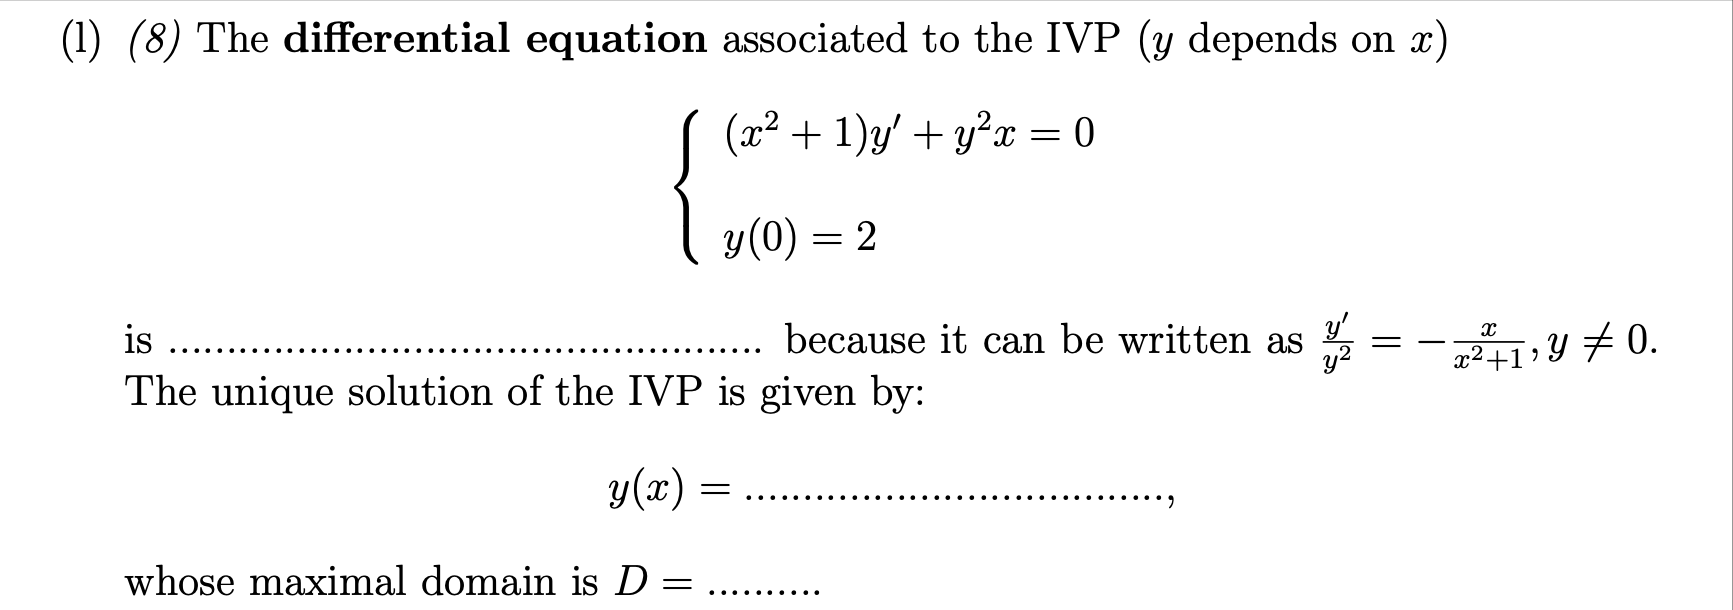 (l) (8) The differential equation associated to the IVP (y depends on x)
(x² + 1)y′ + y²x = 0
y(0) = 2
is .................................................... because it can be written as y′/y² = −x/(x²+1), y ≠ 0.
The unique solution of the IVP is given by:
y(x) = ....................................,
whose maximal domain is D = ..........